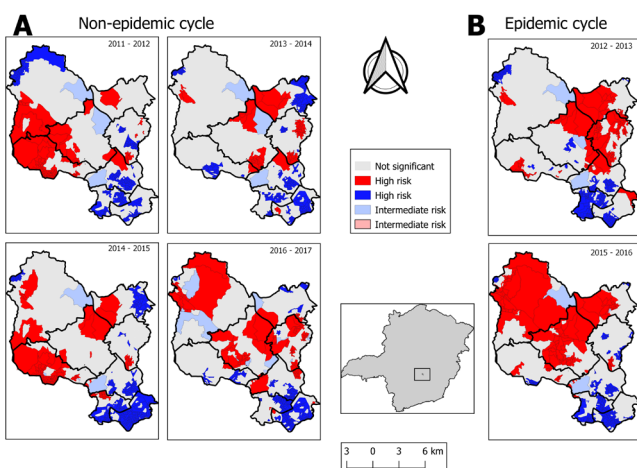 A
Non-epidemic cycle
B
Epidemic cycle
2011 - 2012
2013 - 2014
2012 - 2013
Not significant
High risk
High risk
Intermediate risk
Intermediate risk
2014 - 2015
2016 - 2017
2015 - 2016
3 0 3 6 km